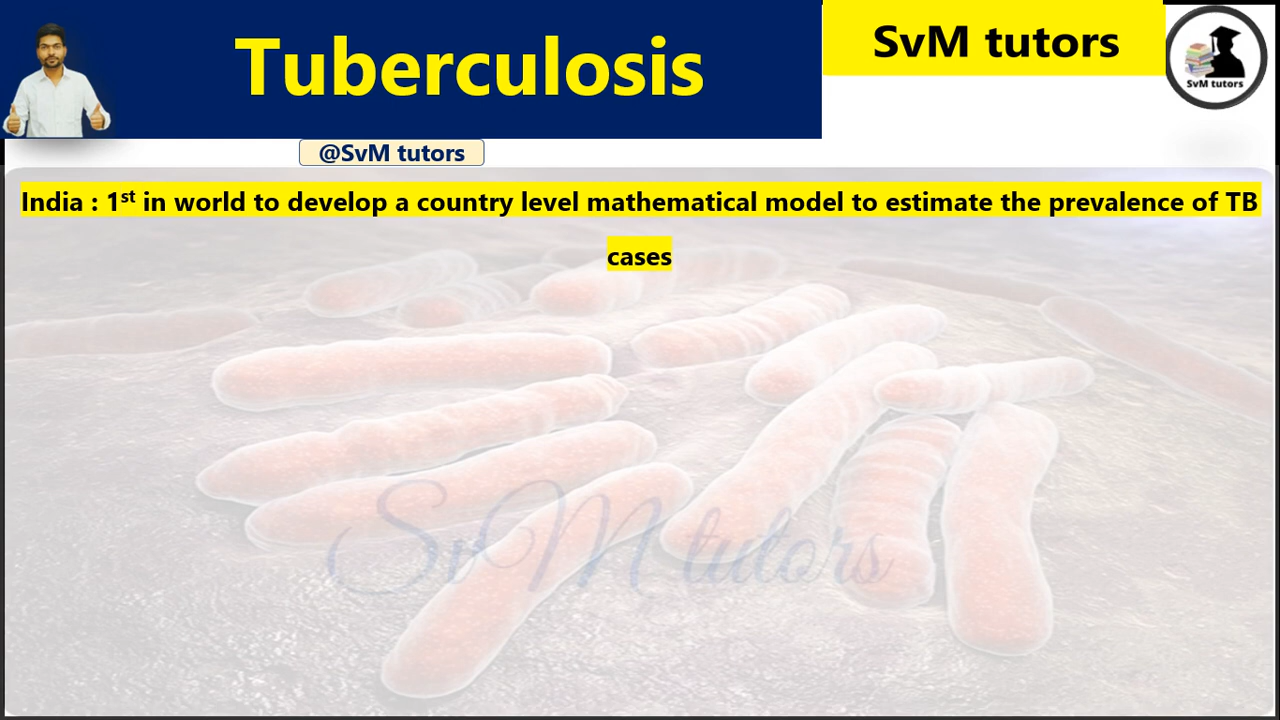 Tuberculosis
SvM tutors
SvM tutors
@SvM tutors
India : 1st in world to develop a country level mathematical model to estimate the prevalence of TB
cases
SvM tutors